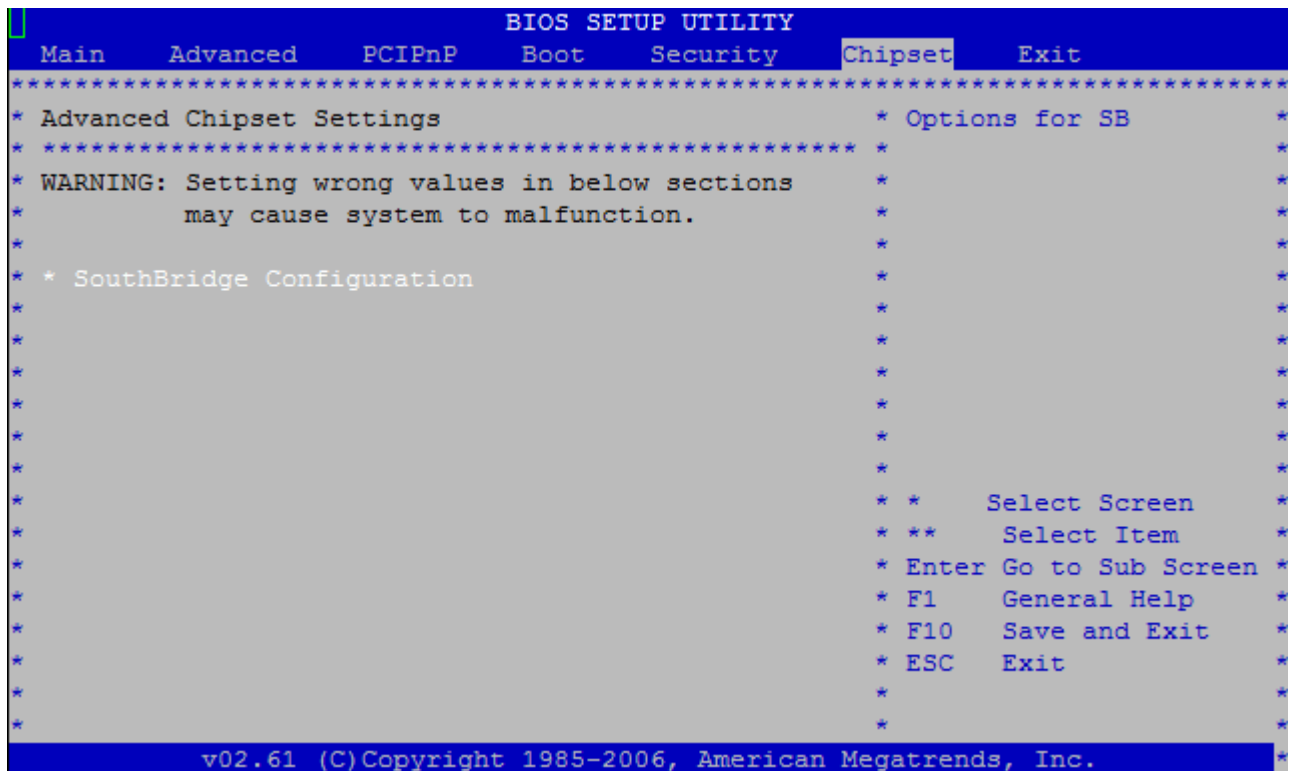 BIOS SETUP UTILITY
Main Advanced PCIPnP Boot Security Chipset Exit
********************************************************************************
* Advanced Chipset Settings * Options for SB *
* *************************************************** * *
* WARNING: Setting wrong values in below sections * *
* may cause system to malfunction. * *
* * *
* * SouthBridge Configuration * *
* * *
* * *
* * *
* * *
* * *
* * *
* * * Select Screen *
* * ** Select Item *
* * Enter Go to Sub Screen *
* * F1 General Help *
* * F10 Save and Exit *
* * ESC Exit *
* * *
* * *
v02.61 (C)Copyright 1985-2006, American Megatrends, Inc. *